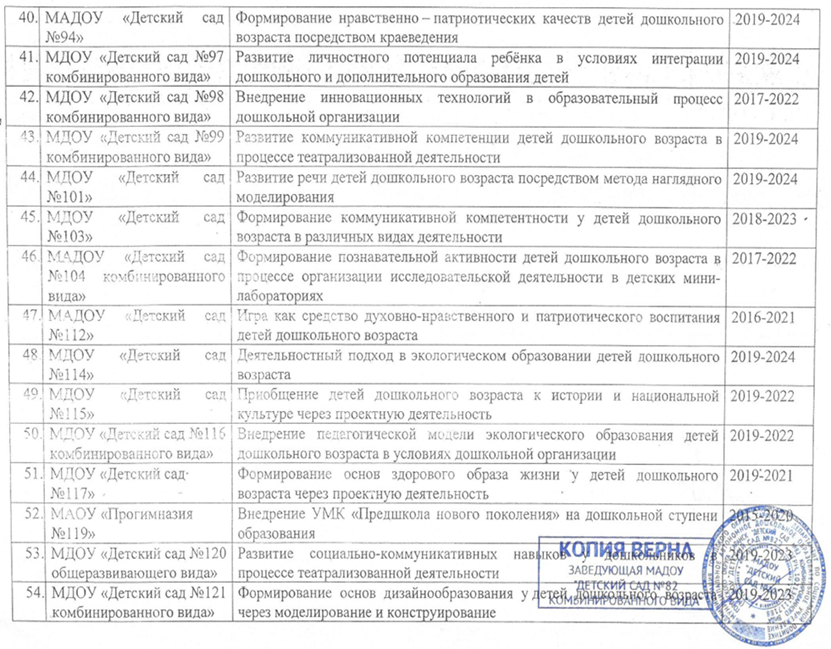 40. МАДОУ «Детский сад Формирование нравственно – патриотических качеств детей дошкольного 2019-2024
№94» возраста посредством краеведения
41. МДОУ «Детский сад №97 Развитие личностного потенциала ребёнка в условиях интеграции 2019-2024
комбинированного вида» дошкольного и дополнительного образования детей
42. МДОУ «Детский сад №98 Внедрение инновационных технологий в образовательный процесс 2017-2022
комбинированного вида» дошкольной организации
43. МДОУ «Детский сад №99 Развитие коммуникативной компетенции детей дошкольного возраста в 2019-2024
комбинированного вида» процессе театрализованной деятельности
44. МДОУ «Детский сад Развитие речи детей дошкольного возраста посредством метода наглядного 2019-2024
№101» моделирования
45. МДОУ «Детский сад Формирование коммуникативной компетентности у детей дошкольного 2018-2023
№103» возраста в различных видах деятельности
46. МАДОУ «Детский сад Формирование познавательной активности детей дошкольного возраста в 2017-2022
№104 комбинированного процессе организации исследовательской деятельности в детских мини-
вида» лабораториях
47. МАДОУ «Детский сад Игра как средство духовно-нравственного и патриотического воспитания 2016-2021
№112» детей дошкольного возраста
48. МДОУ «Детский сад Деятельностный подход в экологическом образовании детей дошкольного 2019-2024
№114» возраста
49. МДОУ «Детский сад Приобщение детей дошкольного возраста к истории и национальной 2019-2022
№115» культуре через проектную деятельность
50. МДОУ «Детский сад №116 Внедрение педагогической модели экологического образования детей 2019-2022
комбинированного вида» дошкольного возраста в условиях дошкольной организации
51. МДОУ «Детский сад Формирование основ здорового образа жизни у детей дошкольного 2019-2021
№117» возраста через проектную деятельность
52. МАОУ «Прогимназия Внедрение УМК «Предшкола нового поколения» на дошкольной ступени 2015-2020
№119» образования
53. МДОУ «Детский сад №120 Развитие социально-коммуникативных навыков у дошкольников в 2019-2023
общеразвивающего вида» процессе театрализованной деятельности
54. МДОУ «Детский сад №121 Формирование основ дизайнобразования у детей дошкольного возраста 2019-2023
комбинированного вида» через моделирование и конструирование
КОПИЯ ВЕРНА
ЗАВЕДУЮЩАЯ МАДОУ
"ДЕТСКИЙ САД №82
КОМБИНИРОВАННОГО ВИДА"
МАДОУ
"ДЕТСКИЙ